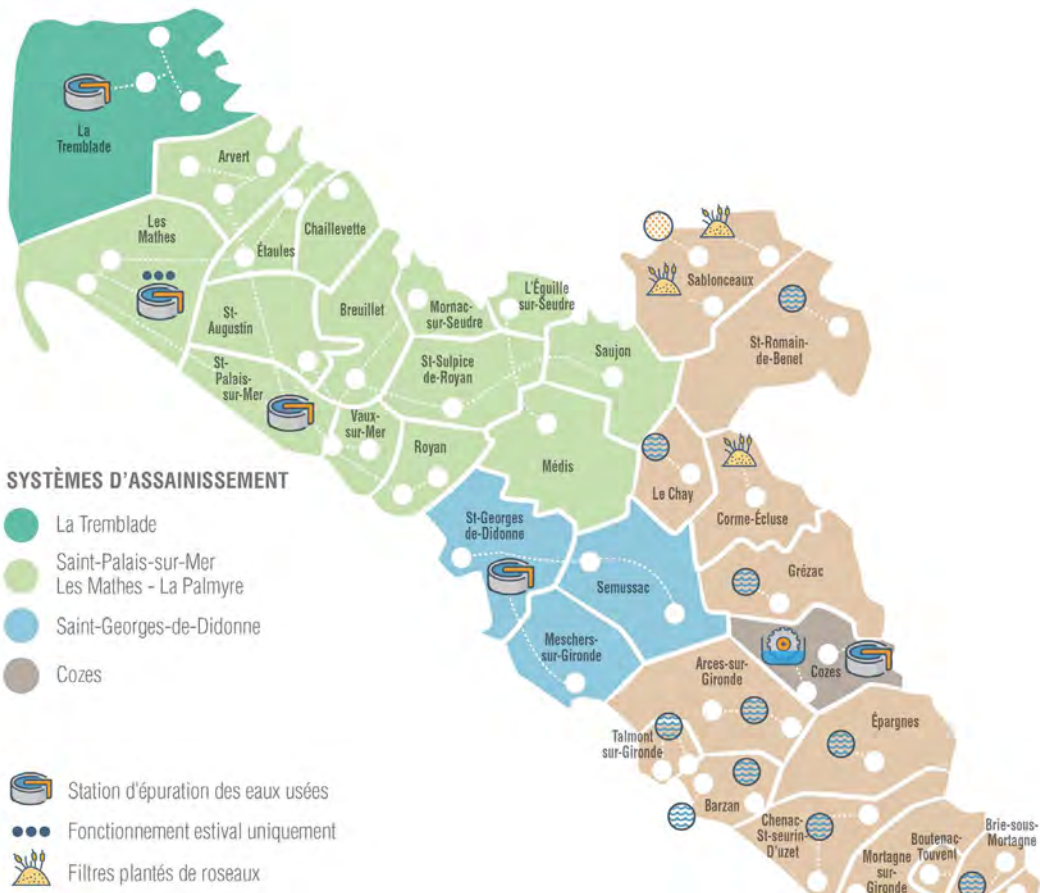 La
Tremblade
Arvert
Les
Mathes
Étaules
Chaillevette
St-
Augustin
Breuillet
Mornac-
sur-Seudre
L'Éguille
sur-Seudre
Sablonceaux
St-Romain-
de-Benet
St-
Palais-
sur-Mer
St-Sulpice
de-Royan
Saujon
Vaux-
sur-Mer
Royan
Médis
Le Chay
Corme-Écluse
SYSTÈMES D'ASSAINISSEMENT
La Tremblade
Saint-Palais-sur-Mer
Les Mathes - La Palmyre
Saint-Georges-de-Didonne
Cozes
St-Georges
de-Didonne
Semussac
Grézac
Meschers-
sur-Gironde
Cozes
Arces-sur-
Gironde
Épargnes
Talmont
sur-Gironde
Barzan
Chenac-
St-seurin-
D'uzet
Mortagne
sur-
Gironde
Boutenac-
Touvent
Brie-sous-
Mortagne
Station d'épuration des eaux usées
Fonctionnement estival uniquement
Filtres plantés de roseaux